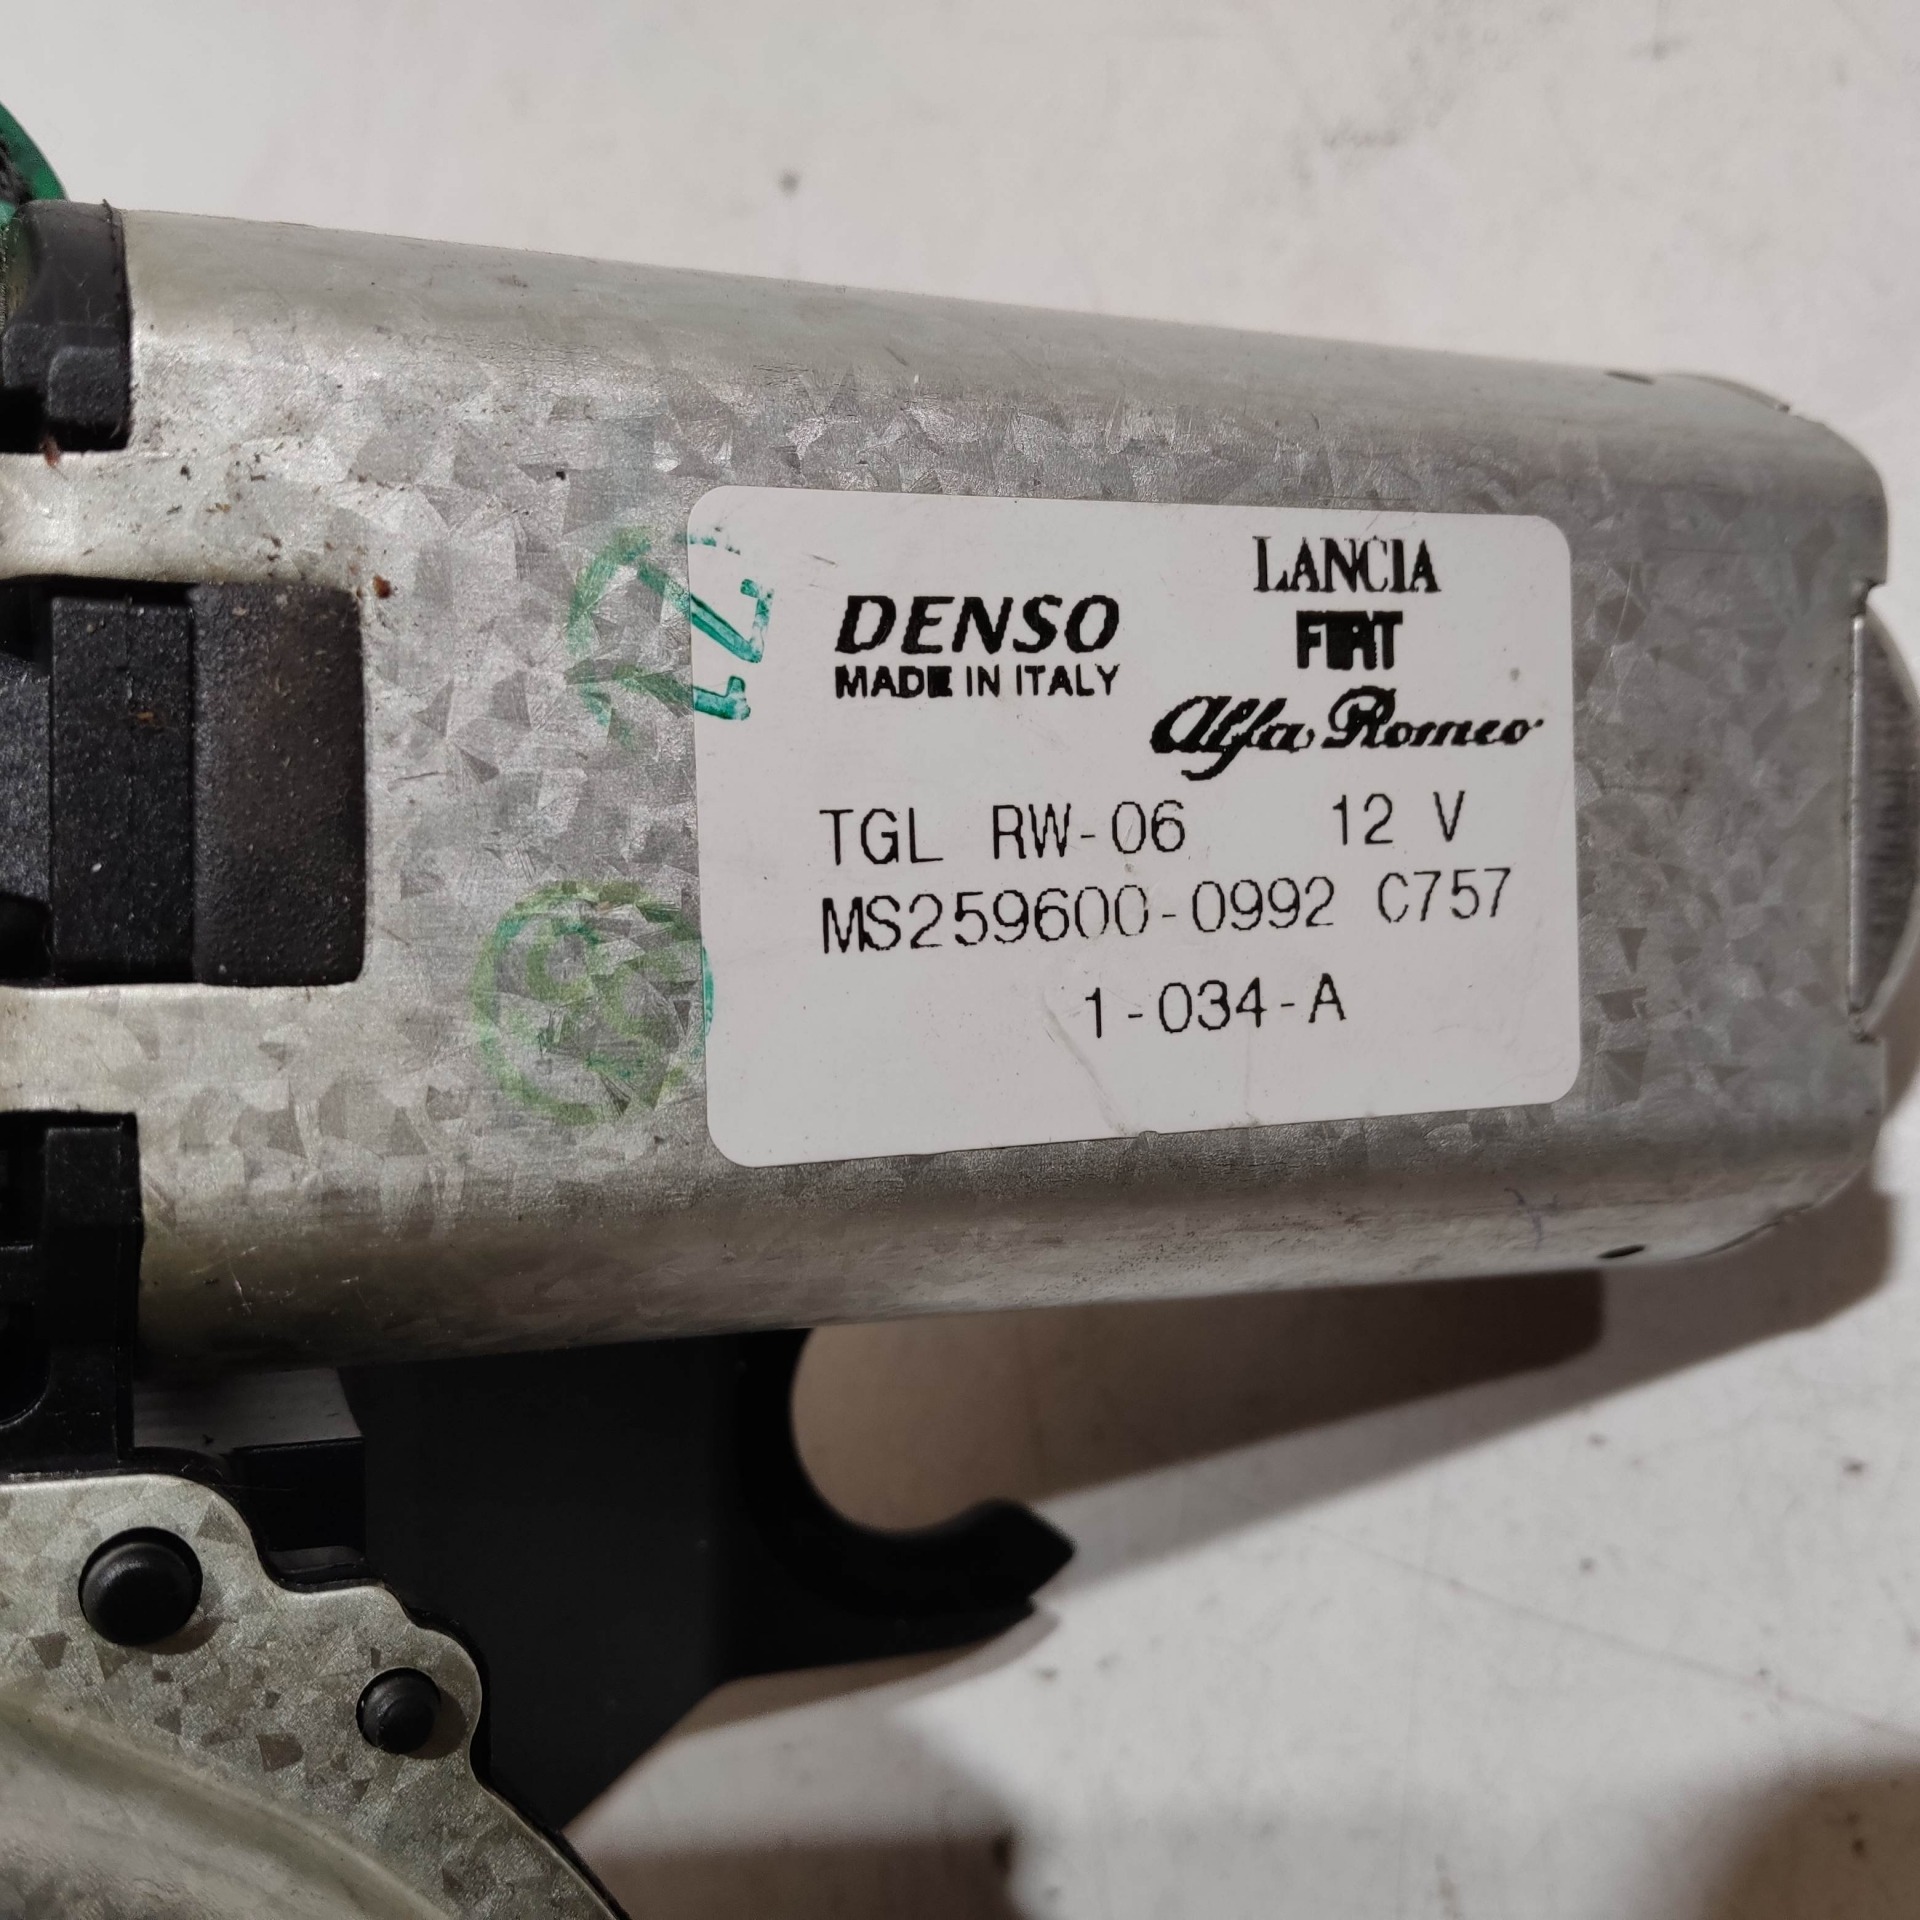 DENSO
MADE IN ITALY
LANCIA
FIAT
Alfa Romeo
TGL RW-06 12 V
MS259600-0992 C757
1-034-A